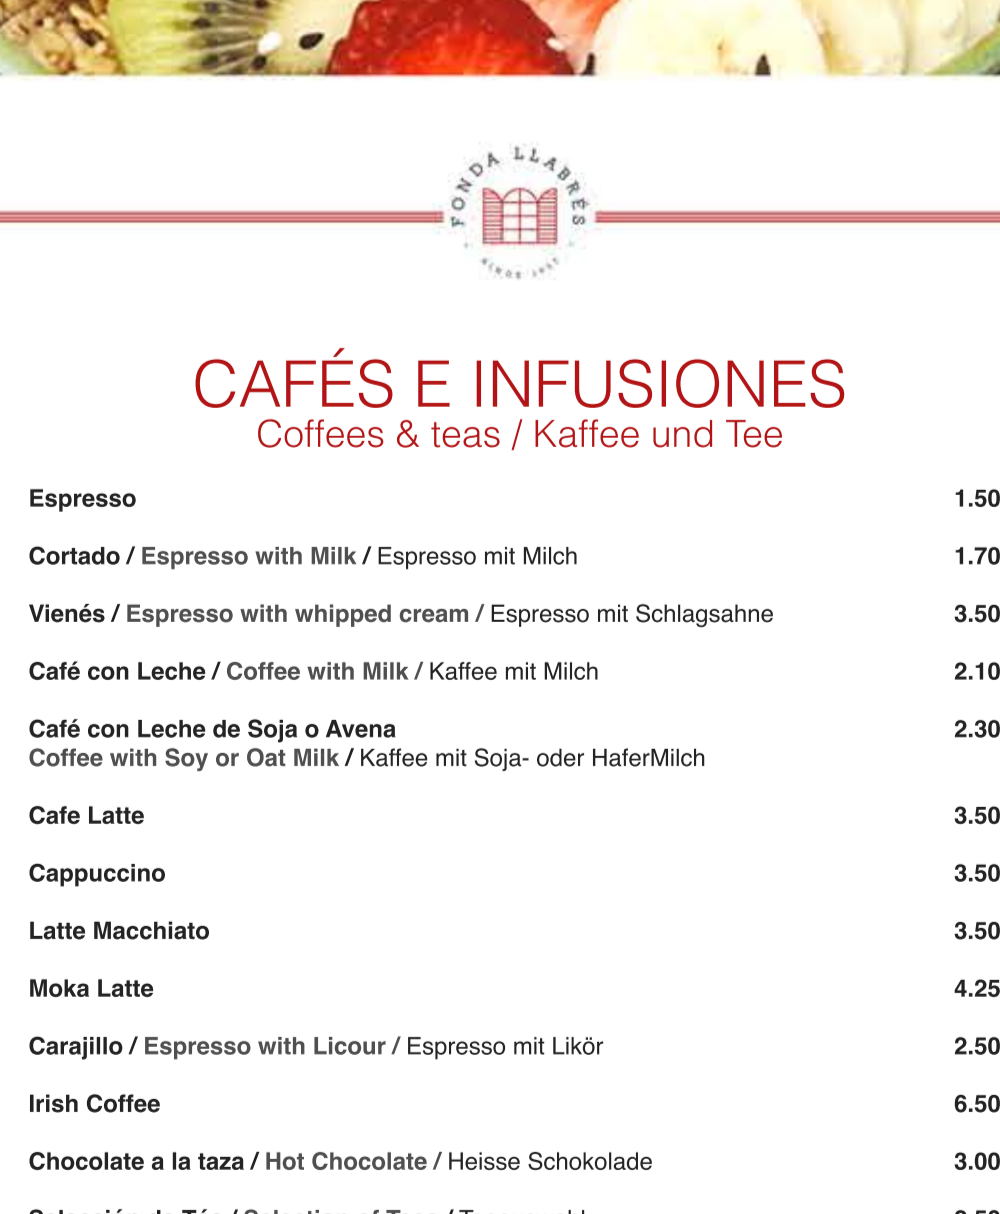 FONDA LLABRÉS
SINCE
CAFÉS E INFUSIONES
Coffees & teas / Kaffee und Tee
Espresso 1.50
Cortado / Espresso with Milk / Espresso mit Milch 1.70
Vienés / Espresso with whipped cream / Espresso mit Schlagsahne 3.50
Café con Leche / Coffee with Milk / Kaffee mit Milch 2.10
Café con Leche de Soja o Avena 2.30
Coffee with Soy or Oat Milk / Kaffee mit Soja- oder HaferMilch
Cafe Latte 3.50
Cappuccino 3.50
Latte Macchiato 3.50
Moka Latte 4.25
Carajillo / Espresso with Licour / Espresso mit Likör 2.50
Irish Coffee 6.50
Chocolate a la taza / Hot Chocolate / Heisse Schokolade 3.00